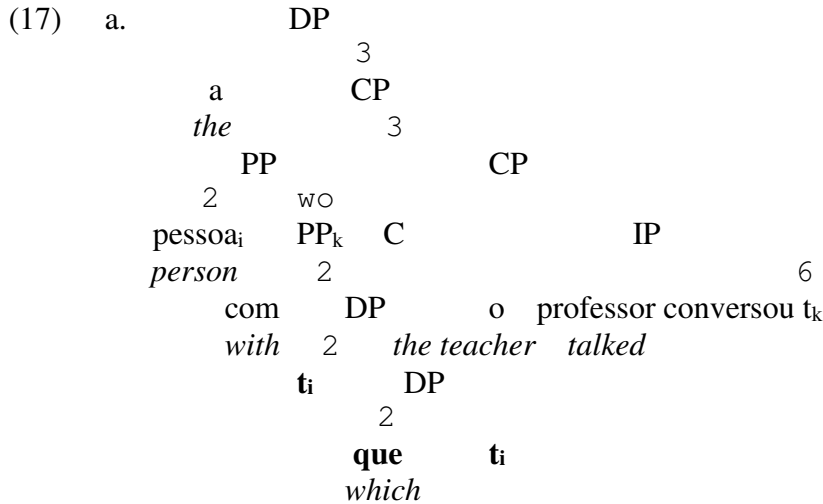 (17) a. DP
3
a CP
the 3
PP CP
2 wo
pessoai PPk C IP
person 2 6
com DP o professor conversou tk
with 2 the teacher talked
ti DP
2
que ti
which